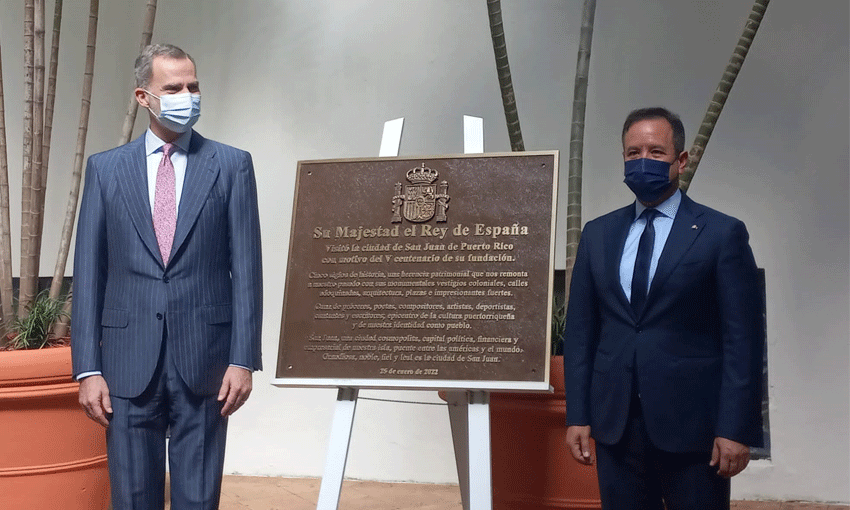 Su Majestad el Rey de España
Visitó la ciudad de San Juan de Puerto Rico
con motivo del V centenario de su fundación.
Cinco siglos de historia, una herencia patrimonial que nos remonta
a nuestro pasado con sus monumentales vestigios coloniales, calles
adoquinadas, arquitectura, plazas e impresionantes fuertes.
Cuna de próceres, poetas, compositores, artistas, deportistas,
cantantes y escritores; epicentro de la cultura puertorriqueña
y de nuestra identidad como pueblo.
San Juan, una ciudad cosmopolita, capital política, financiera y
empresarial de nuestra isla, puente entre las américas y el mundo.
Grandiosa, noble, fiel y leal es la ciudad de San Juan.
25 de enero de 2022